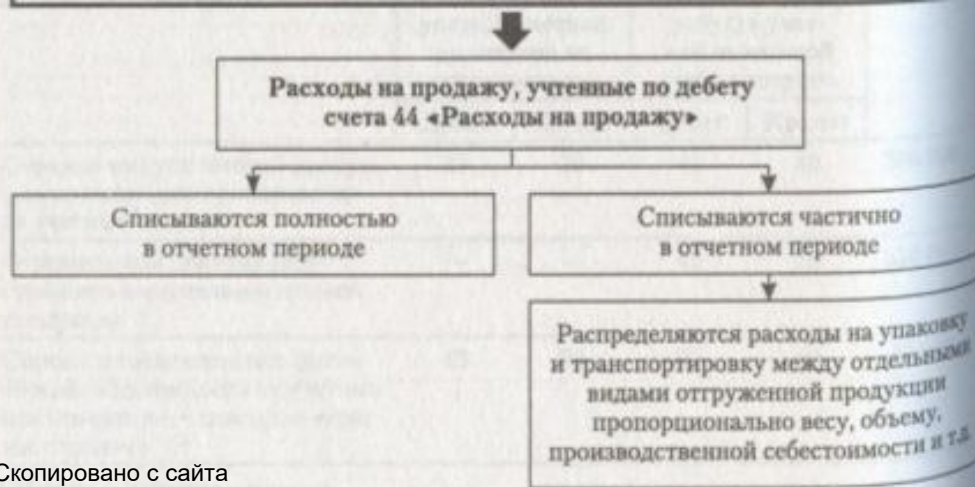 Расходы на продажу, учтенные по дебету
счета 44 «Расходы на продажу»
Списываются полностью
в отчетном периоде
Списываются частично
в отчетном периоде
Распределяются расходы на упаковку
и транспортировку между отдельными
видами отгруженной продукции
пропорционально весу, объему,
производственной себестоимости и т.д.
Скопировано с сайта